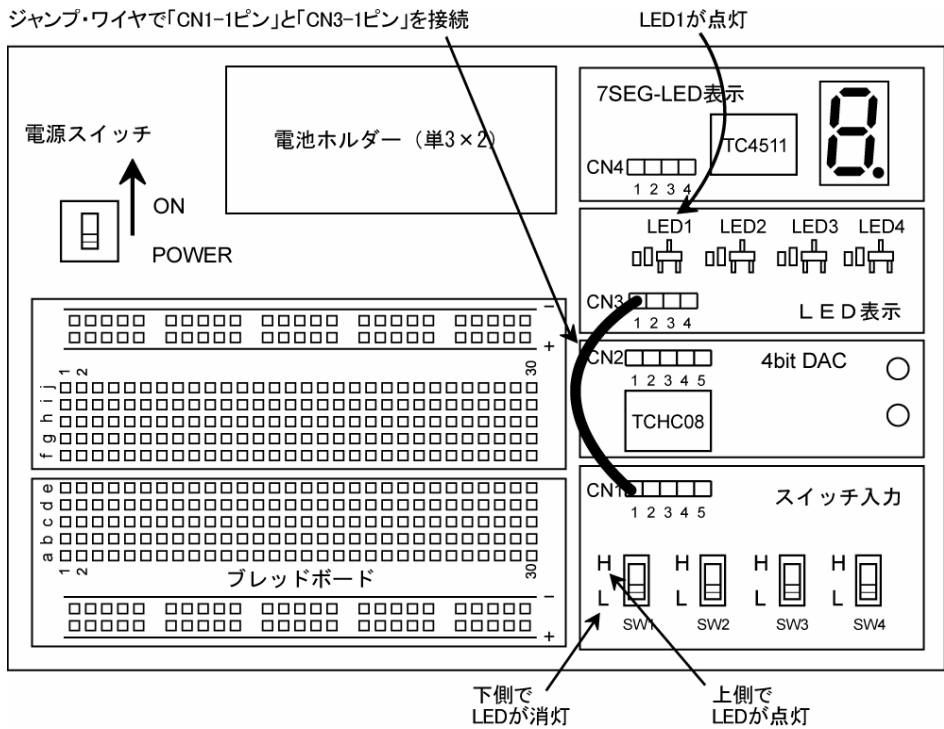 ジャンプ・ワイヤで「CN1-1ピン」と「CN3-1ピン」を接続
LED1が点灯
電源スイッチ
ON
POWER
電池ホルダー（単3×2）
7SEG-LED表示
TC4511
CN4
1 2 3 4
LED1 LED2 LED3 LED4
CN3
1 2 3 4
LED表示
CN2
1 2 3 4 5
4bit DAC
TCHC08
CN1
1 2 3 4 5
スイッチ入力
H H H H
L L L L
SW1 SW2 SW3 SW4
−
+
1 2 30
f g h i j
a b c d e
1 2 30
ブレッドボード
−
+
下側で
LEDが消灯
上側で
LEDが点灯